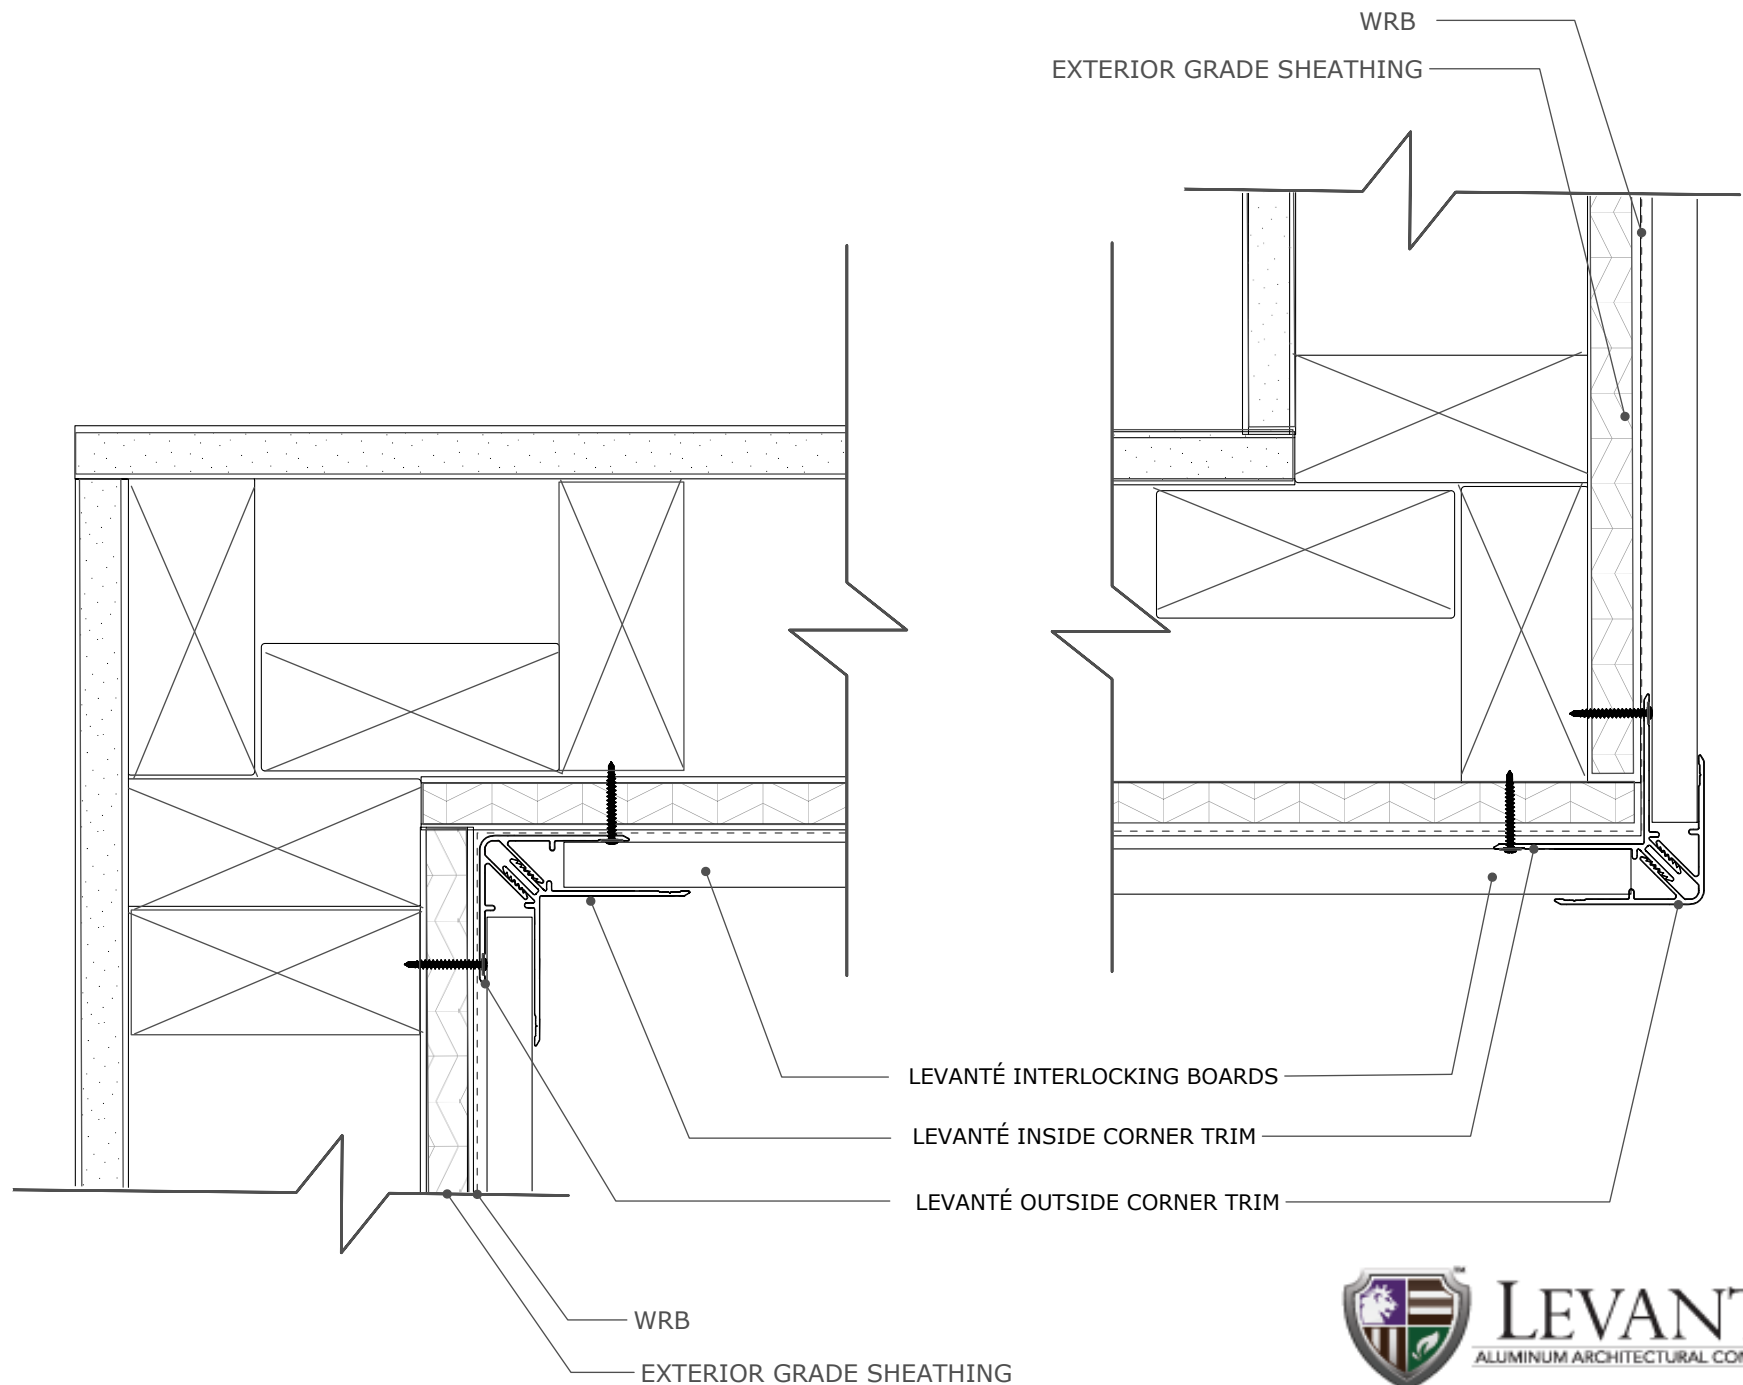 WRB
EXTERIOR GRADE SHEATHING
LEVANTÉ INTERLOCKING BOARDS
LEVANTÉ INSIDE CORNER TRIM
LEVANTÉ OUTSIDE CORNER TRIM
WRB
EXTERIOR GRADE SHEATHING
TM
LEVANT
ALUMINUM ARCHITECTURAL